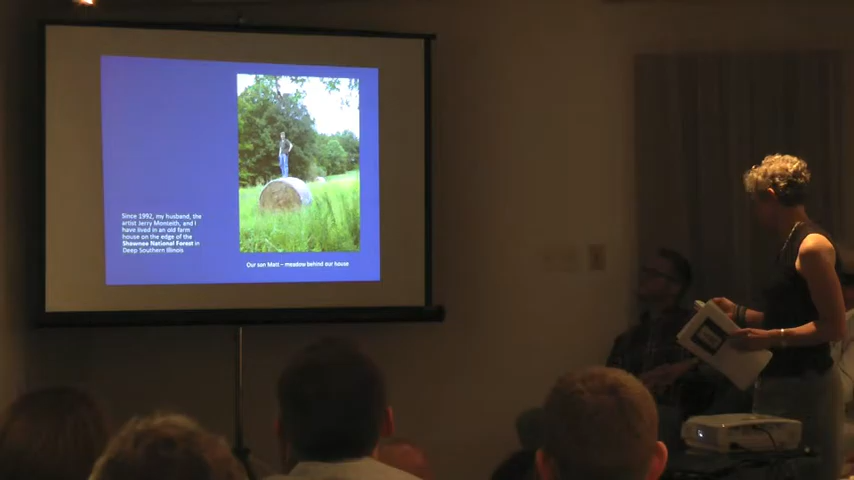 Since 1992, my husband, the
artist Jerry Monteith, and I
have lived in an old farm
house on the edge of the
Shawnee National Forest in
Deep Southern Illinois
Our son Matt – meadow behind our house